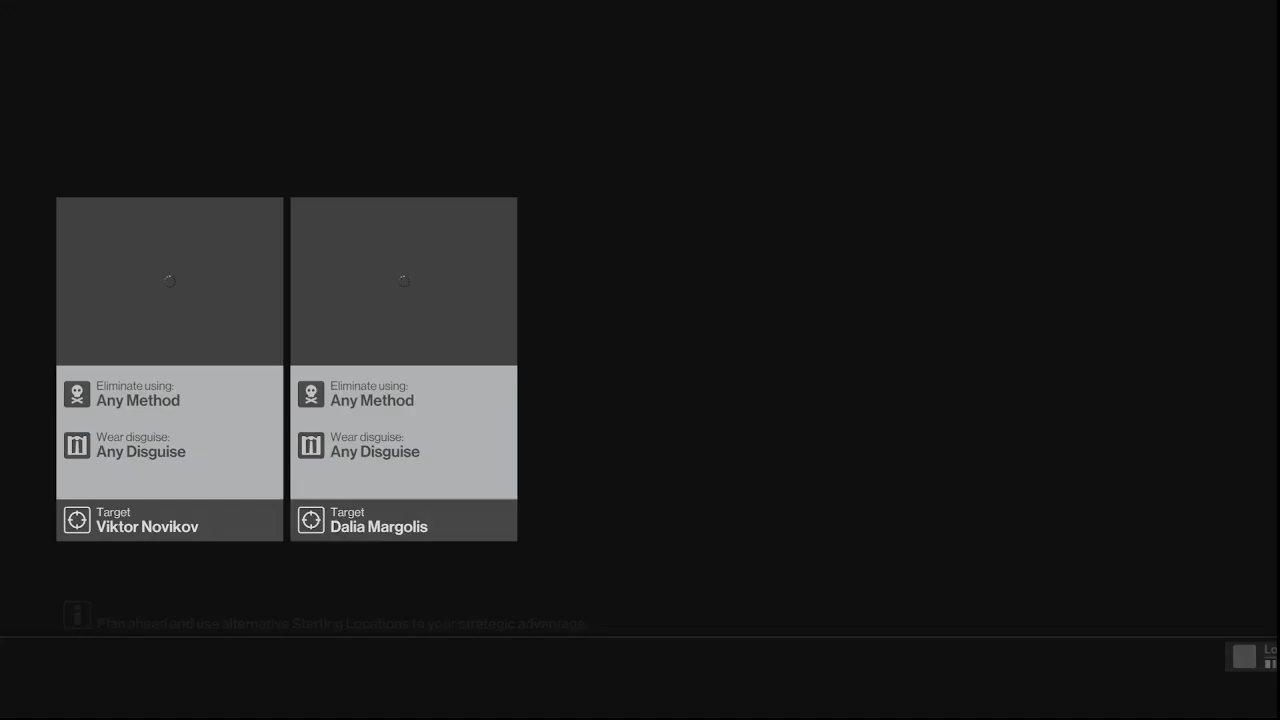 Eliminate using:
Any Method
Wear disguise:
Any Disguise
Target
Viktor Novikov
Eliminate using:
Any Method
Wear disguise:
Any Disguise
Target
Dalia Margolis
Plan ahead and use alternative Starting Locations to your strategic advantage.
Lo